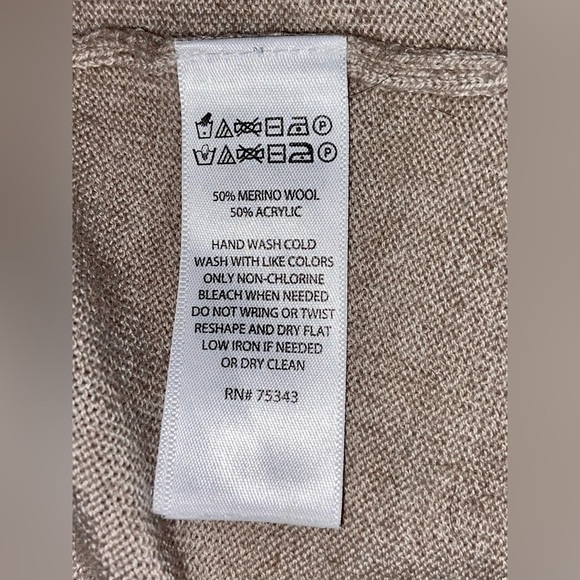 50% MERINO WOOL
50% ACRYLIC
HAND WASH COLD
WASH WITH LIKE COLORS
ONLY NON-CHLORINE
BLEACH WHEN NEEDED
DO NOT WRING OR TWIST
RESHAPE AND DRY FLAT
LOW IRON IF NEEDED
OR DRY CLEAN
RN# 75343